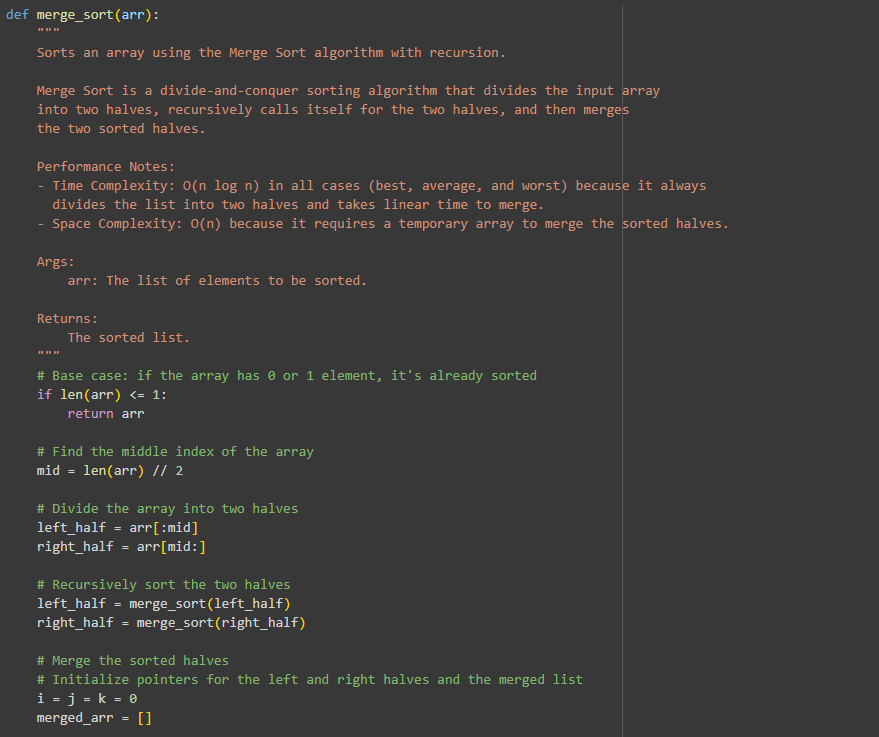 def merge_sort(arr):
    """
    Sorts an array using the Merge Sort algorithm with recursion.

    Merge Sort is a divide-and-conquer sorting algorithm that divides the input array
    into two halves, recursively calls itself for the two halves, and then merges
    the two sorted halves.

    Performance Notes:
    - Time Complexity: O(n log n) in all cases (best, average, and worst) because it always
      divides the list into two halves and takes linear time to merge.
    - Space Complexity: O(n) because it requires a temporary array to merge the sorted halves.

    Args:
        arr: The list of elements to be sorted.

    Returns:
        The sorted list.
    """
    # Base case: if the array has 0 or 1 element, it's already sorted
    if len(arr) <= 1:
        return arr

    # Find the middle index of the array
    mid = len(arr) // 2

    # Divide the array into two halves
    left_half = arr[:mid]
    right_half = arr[mid:]

    # Recursively sort the two halves
    left_half = merge_sort(left_half)
    right_half = merge_sort(right_half)

    # Merge the sorted halves
    # Initialize pointers for the left and right halves and the merged list
    i = j = k = 0
    merged_arr = []